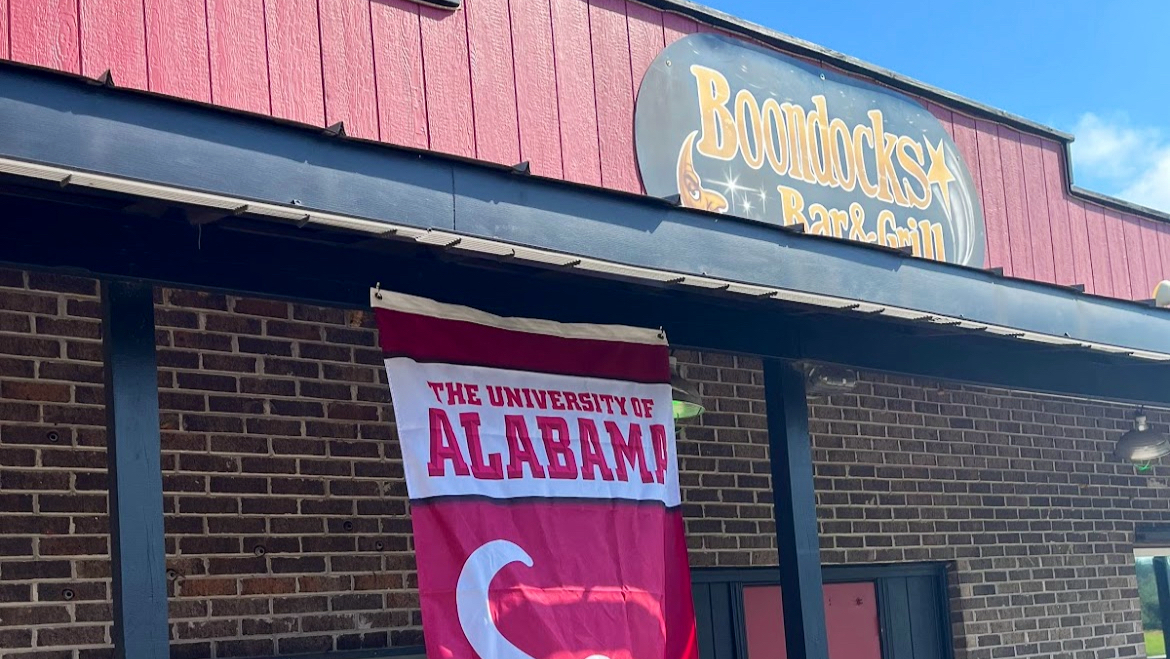 Boondocks
Bar & Grill
THE UNIVERSITY OF
ALABAMA